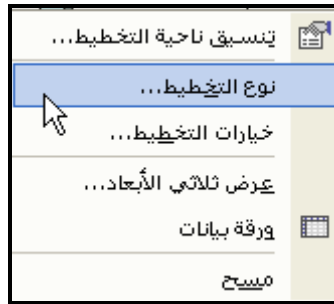 تنسيق ناحية التخطيط...
نوع التخطيط...
خيارات التخطيط...
عرض ثلاثي الأبعاد...
ورقة بيانات
مسح